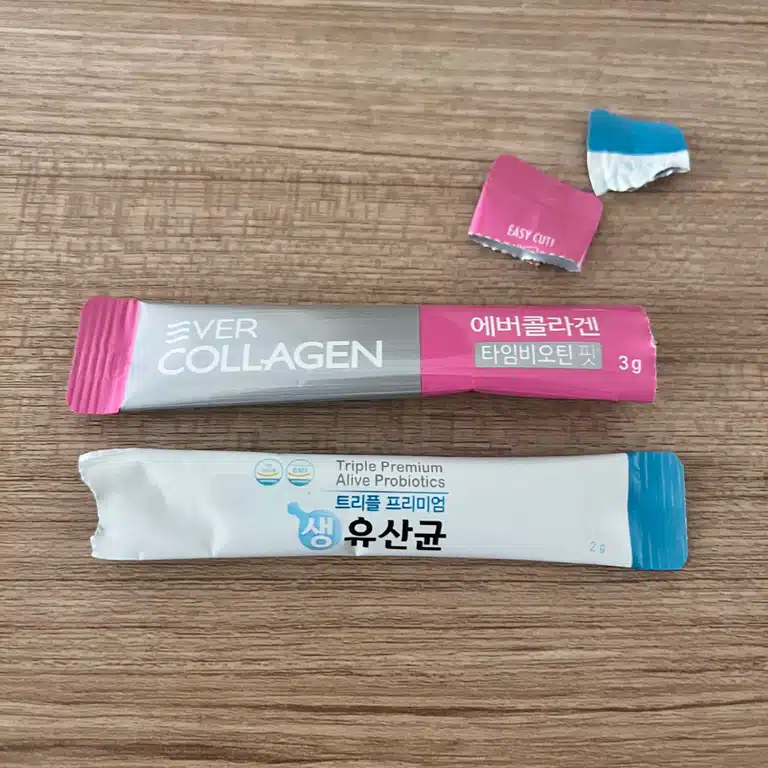 EASY CUT!
EVER
COLLAGEN
에버콜라겐
타임비오틴 핏
3g
Triple Premium
Alive Probiotics
트리플 프리미엄
생유산균
2g